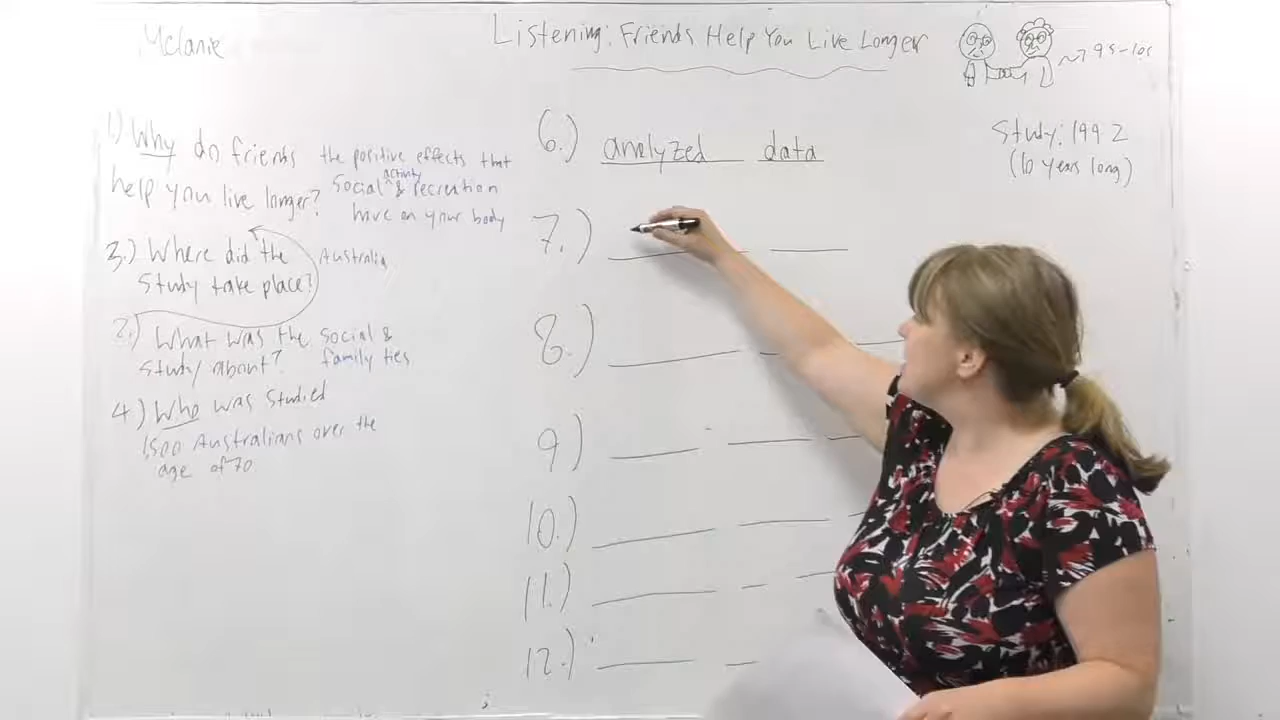 Melanie
Listening: Friends Help You Live Longer
95-105
Study: 1992
(10 years long)
1.) Why do friends
help you live longer?
the positive effects that
activity
Social ^ & recreation
have on your body
3.) Where did the
study take place?
Australia
2.) What was the
study about?
Social &
family ties
4.) Who was studied
1500 Australians over the
age of 70
6.) analyzed data
7.)
8.)
9.)
10.)
11.)
12.)